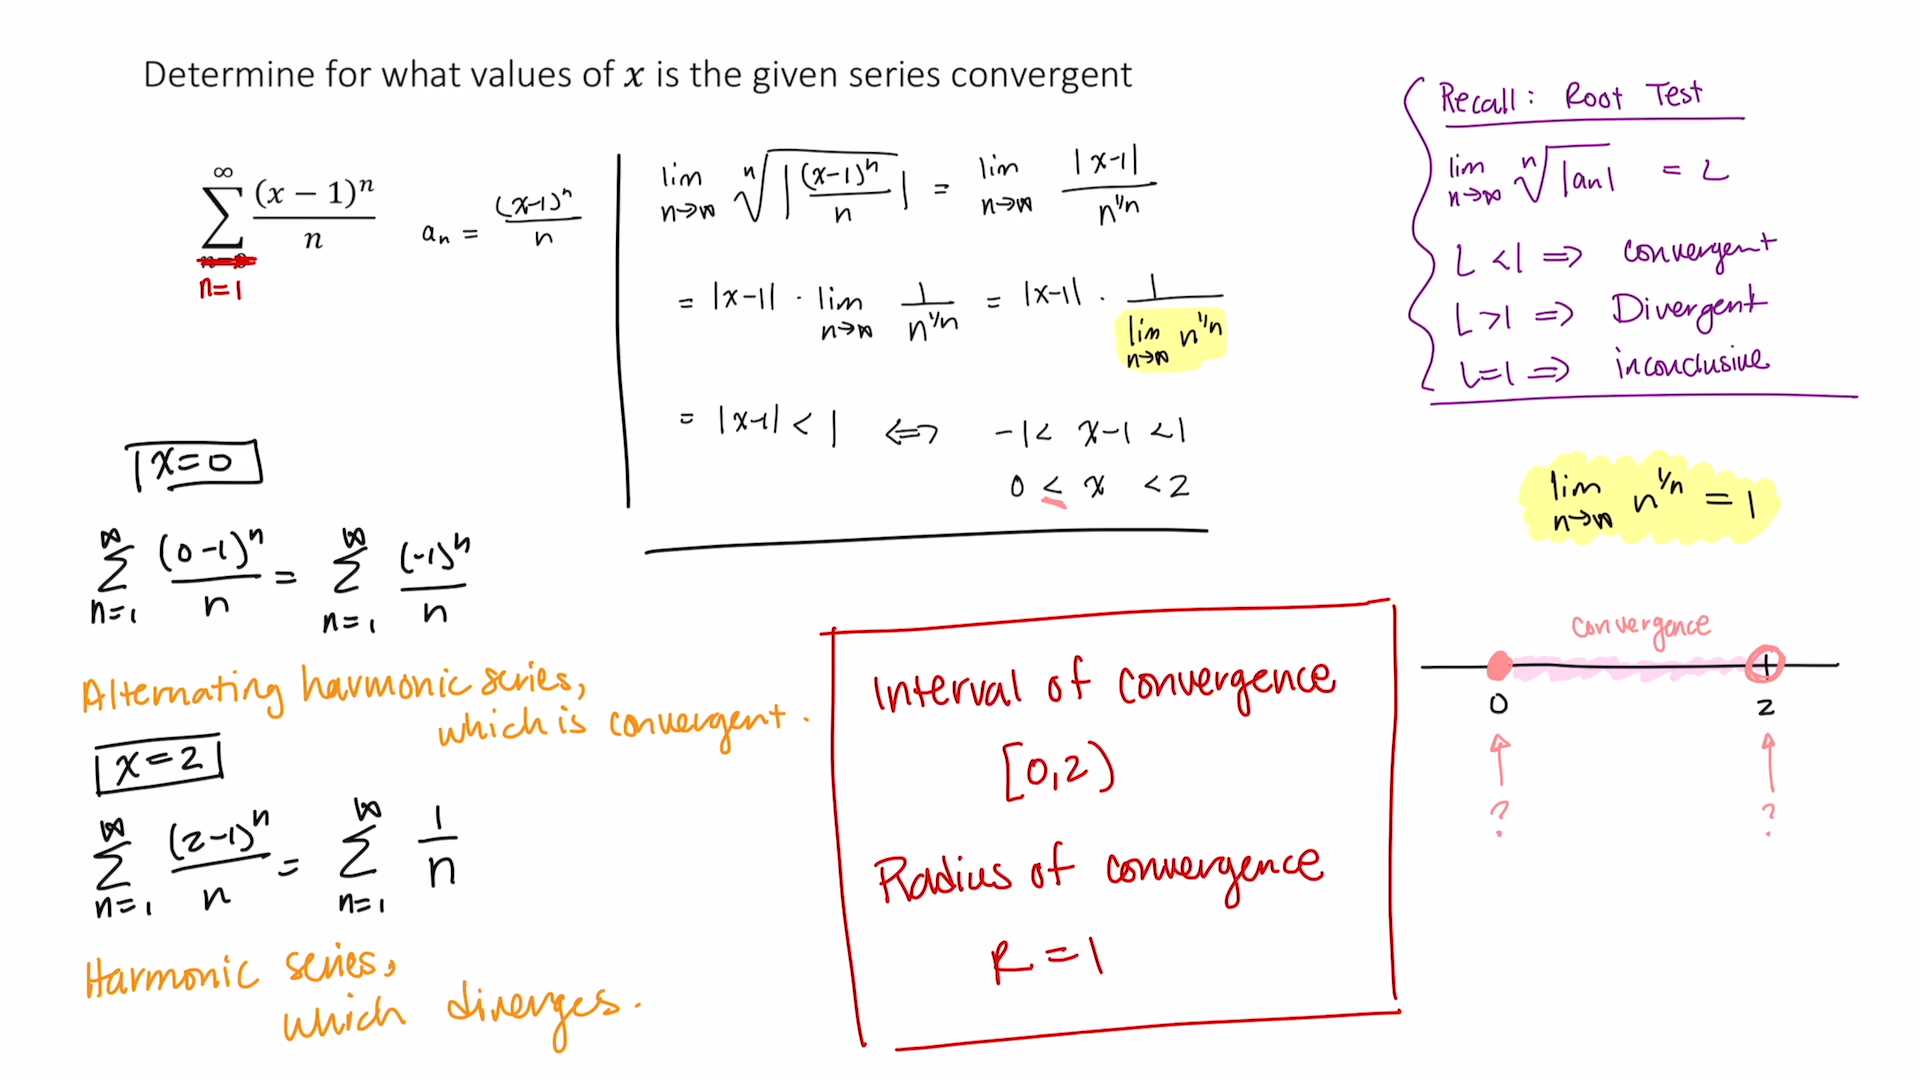 Determine for what values of x is the given series convergent
∞
∑ (x − 1)ⁿ / n
n=1
aₙ = (x-1)ⁿ / n
lim n→∞ ⁿ√|(x-1)ⁿ / n| = lim n→∞ |x-1| / n^(1/n)
= |x-1| · lim n→∞ 1 / n^(1/n) = |x-1| · 1 / lim n→∞ n^(1/n)
= |x-1| < 1 ⟺ -1 < x-1 < 1
0 < x < 2
Recall: Root Test
lim n→∞ ⁿ√|an| = L
L < 1 ⇒ convergent
L > 1 ⇒ Divergent
L = 1 ⇒ inconclusive
lim n→∞ n^(1/n) = 1
convergence
0 2
? ?
x=0
∞ ∑ n=1 (0-1)ⁿ / n = ∞ ∑ n=1 (-1)ⁿ / n
Alternating harmonic series,
which is convergent.
x=2
∞ ∑ n=1 (2-1)ⁿ / n = ∞ ∑ n=1 1 / n
Harmonic series,
which diverges.
Interval of convergence
[0,2)
Radius of convergence
R = 1